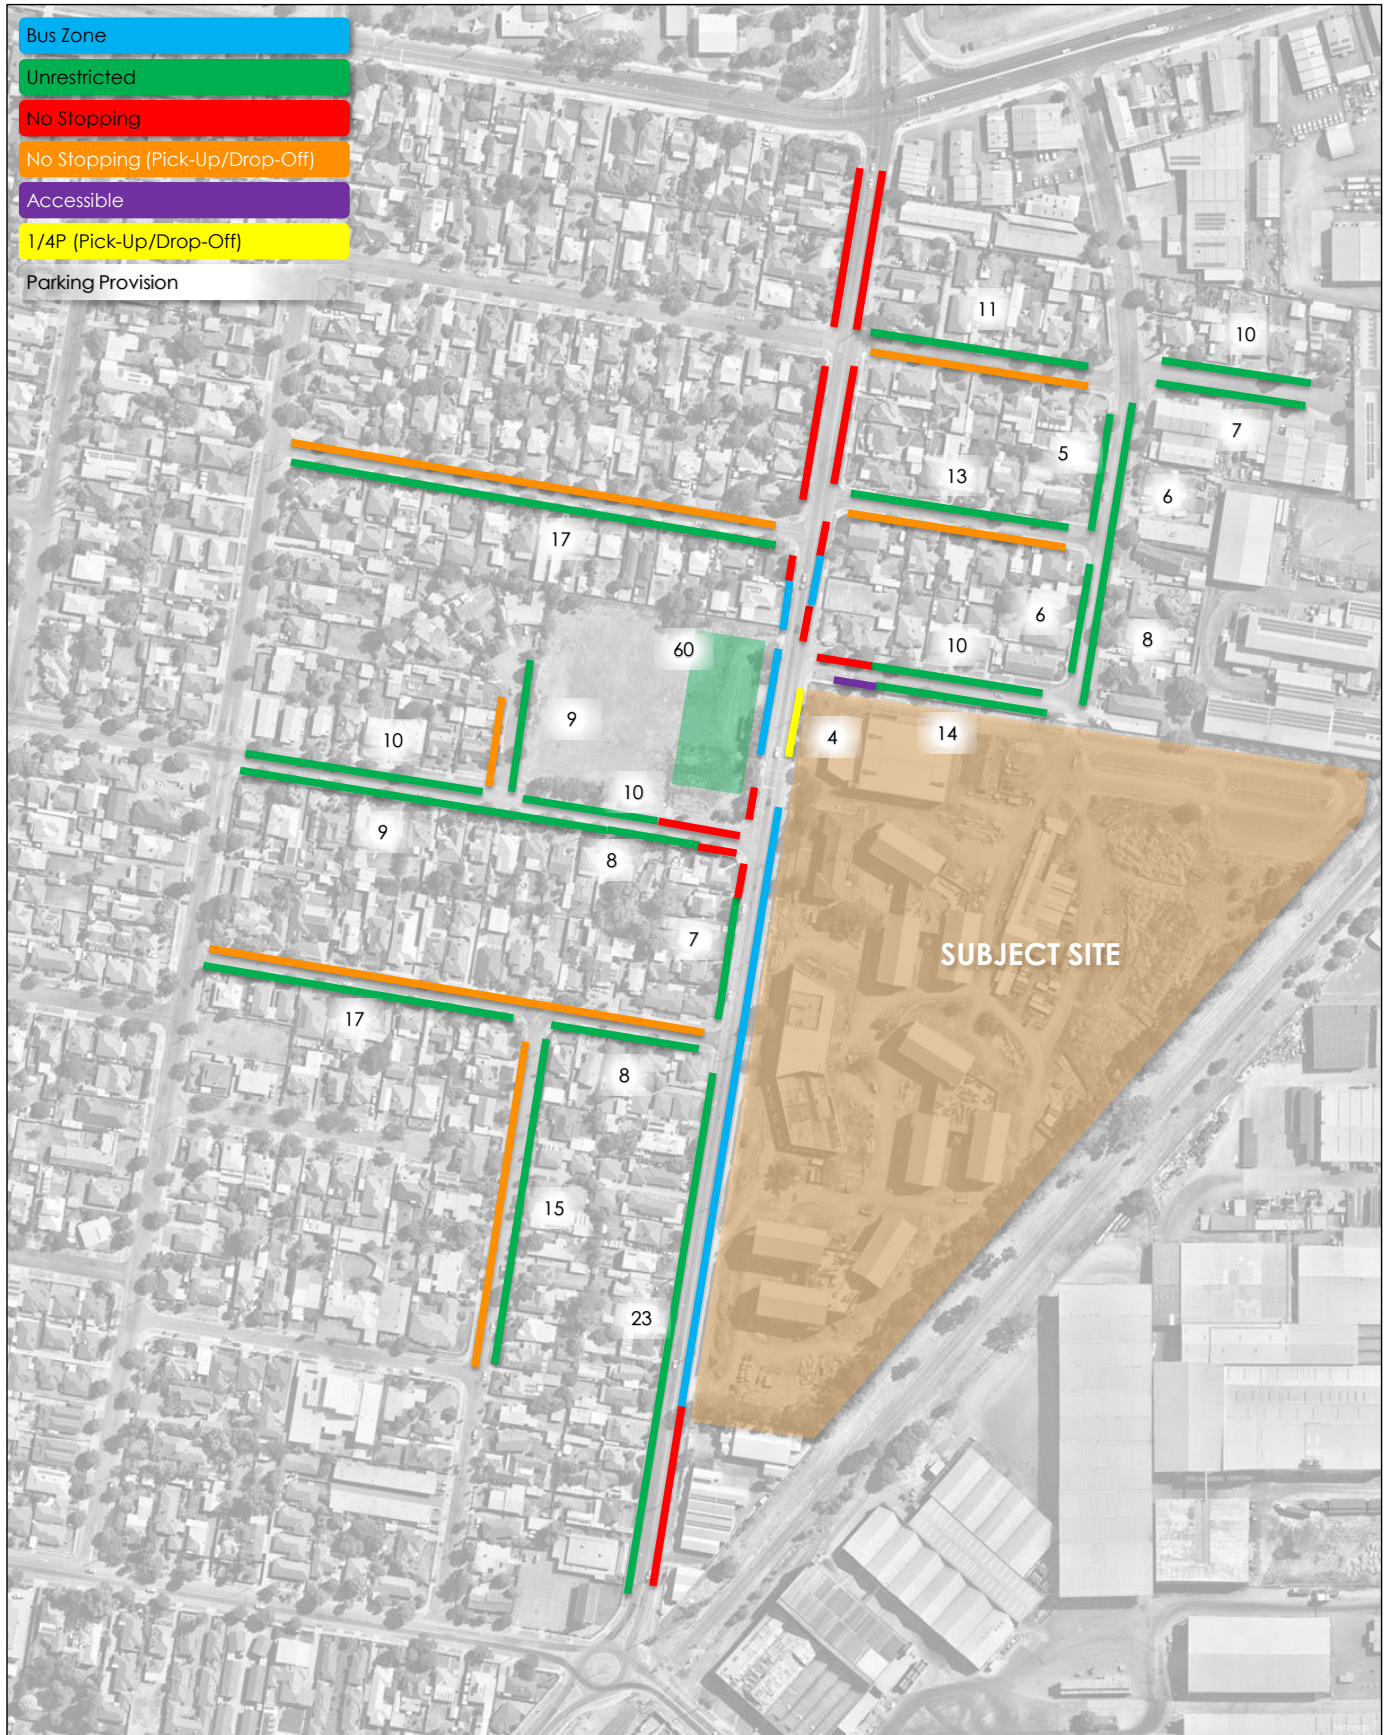 Bus Zone
Unrestricted
No Stopping
No Stopping (Pick-Up/Drop-Off)
Accessible
1/4P (Pick-Up/Drop-Off)
Parking Provision
11
10
7
5
13
6
17
6
10
8
60
9
4
14
10
10
9
8
7
SUBJECT SITE
17
8
15
23